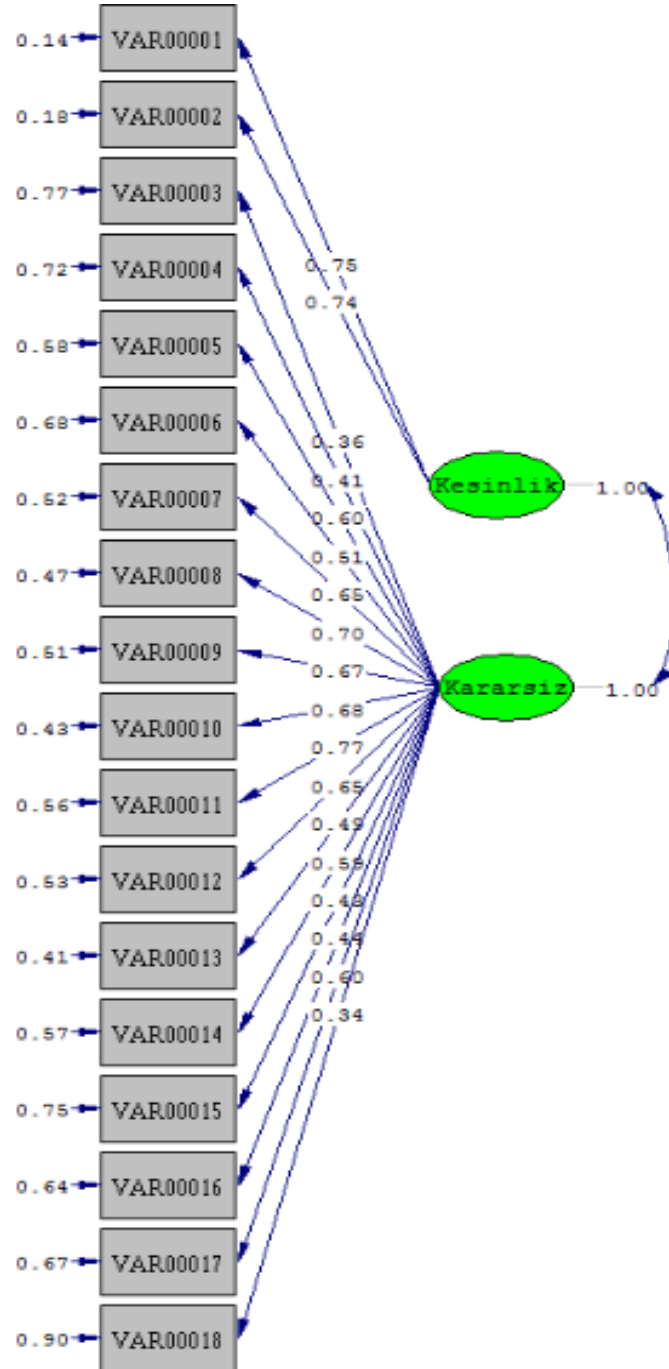 0.14 VAR00001
0.18 VAR00002
0.77 VAR00003
0.72 VAR00004
0.58 VAR00005
0.68 VAR00006
0.52 VAR00007
0.47 VAR00008
0.51 VAR00009
0.43 VAR00010
0.56 VAR00011
0.53 VAR00012
0.41 VAR00013
0.57 VAR00014
0.75 VAR00015
0.64 VAR00016
0.67 VAR00017
0.90 VAR00018
0.75
0.74
0.36
0.41
0.60
0.51
0.65
0.70
0.67
0.68
0.77
0.65
0.49
0.44
0.60
0.34
Kesinlik 1.00
Kararsiz 1.00